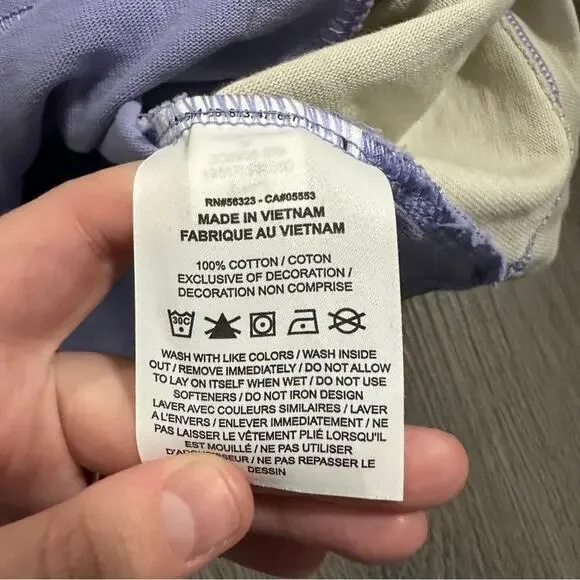 RN#56323 - CA#05553
MADE IN VIETNAM
FABRIQUE AU VIETNAM
100% COTTON / COTON
EXCLUSIVE OF DECORATION /
DECORATION NON COMPRISE
30C
WASH WITH LIKE COLORS / WASH INSIDE
OUT / REMOVE IMMEDIATELY / DO NOT ALLOW
TO LAY ON ITSELF WHEN WET / DO NOT USE
SOFTENERS / DO NOT IRON DESIGN
LAVER AVEC COULEURS SIMILAIRES / LAVER
A L'ENVERS / ENLEVER IMMEDIATEMENT / NE
PAS LAISSER LE VÊTEMENT PLIÉ LORSQU'IL
EST MOUILLÉ / NE PAS UTILISER
/ NE PAS REPASSER LE
DESSIN